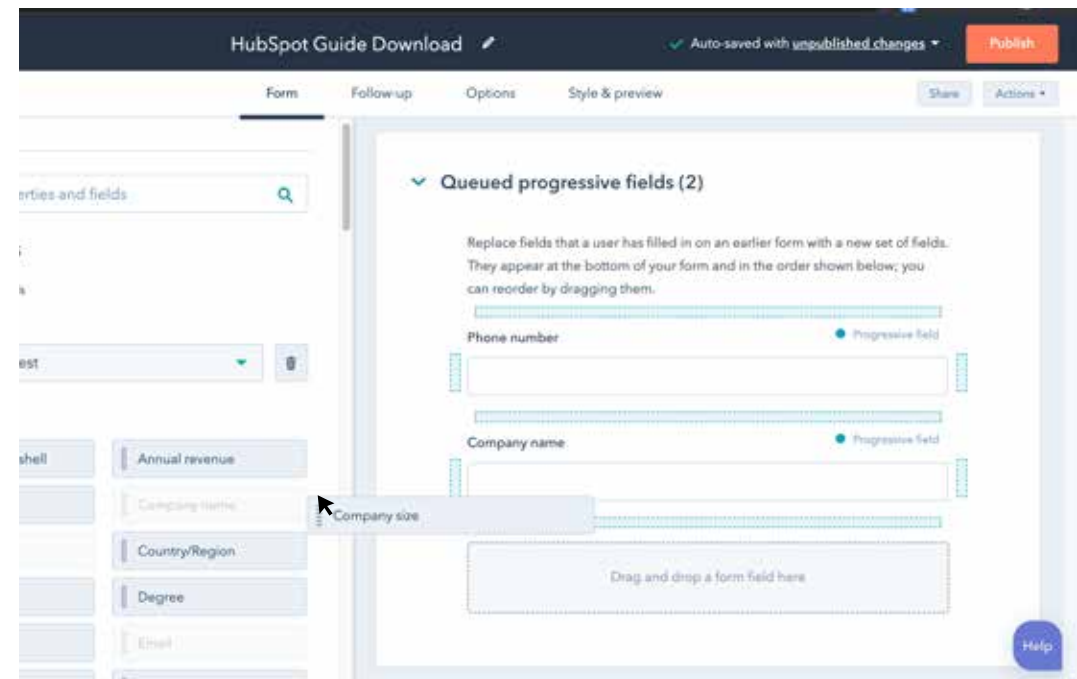 HubSpot Guide Download
Auto-saved with unpublished changes
Publish
Form
Follow-up
Options
Style & preview
Share
Actions
erties and fields
Queued progressive fields (2)
Replace fields that a user has filled in on an earlier form with a new set of fields.
They appear at the bottom of your form and in the order shown below; you
can reorder by dragging them.
Phone number
Progressive field
est
Company name
Progressive field
shell
Annual revenue
Company name
Company size
Country/Region
Drag and drop a form field here
Degree
Email
Help